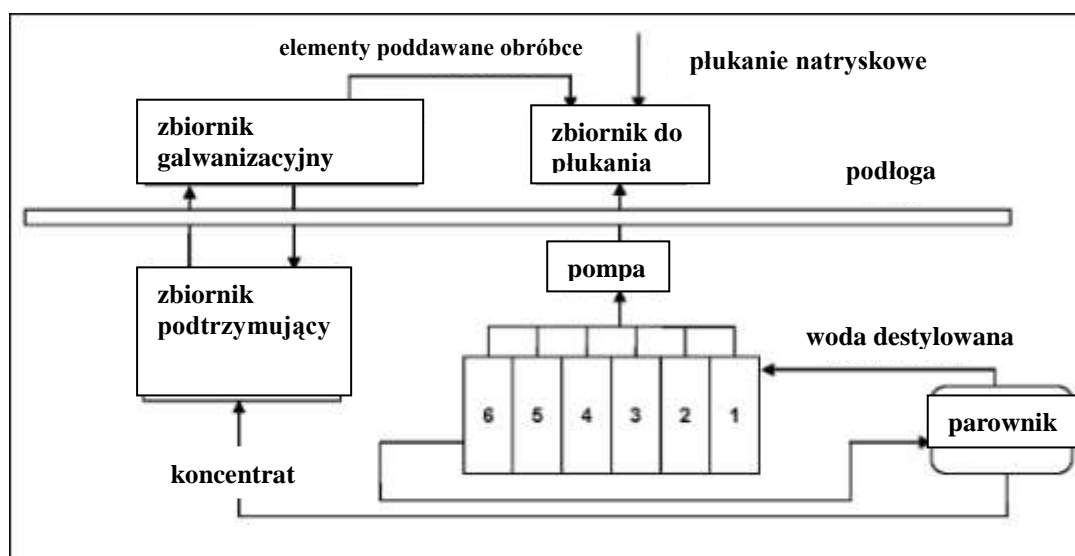 elementy poddawane obróbce
płukanie natryskowe
zbiornik
galwanizacyjny
zbiornik do
płukania
podłoga
pompa
zbiornik
podtrzymujący
woda destylowana
6 5 4 3 2 1
parownik
koncentrat